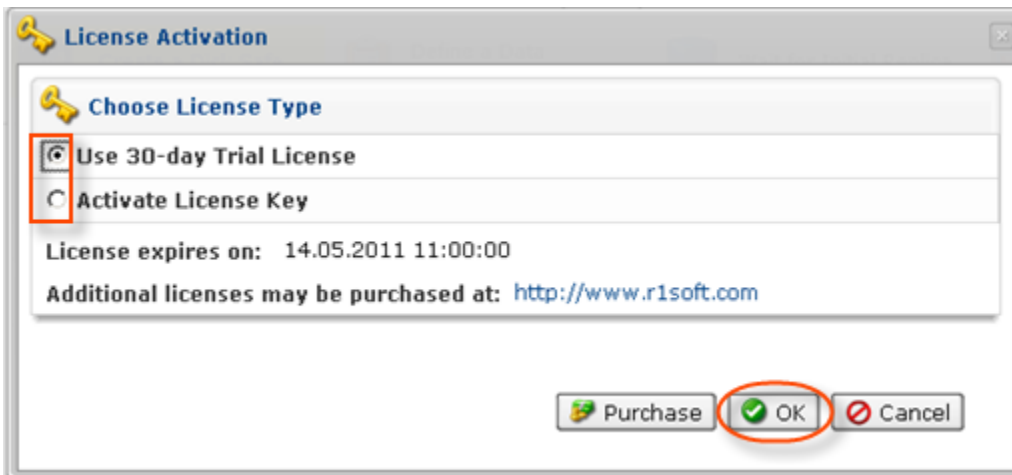 License Activation
Choose License Type
Use 30-day Trial License
Activate License Key
License expires on: 14.05.2011 11:00:00
Additional licenses may be purchased at: http://www.r1soft.com
Purchase OK Cancel